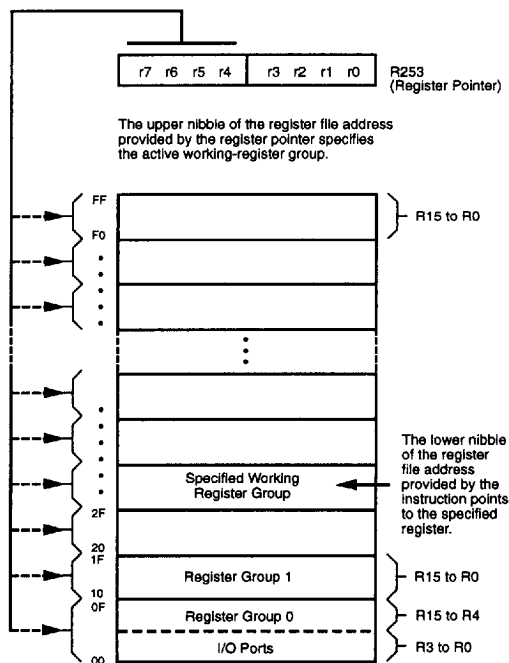 r7 r6 r5 r4 r3 r2 r1 r0
R253
(Register Pointer)
The upper nibble of the register file address
provided by the register pointer specifies
the active working-register group.
FF
R15 to R0
F0
The lower nibble
of the register
file address
provided by the
instruction points
to the specified
register.
Specified Working
Register Group
2F
20
1F
Register Group 1
R15 to R0
10
0F
Register Group 0
R15 to R4
I/O Ports
R3 to R0
00